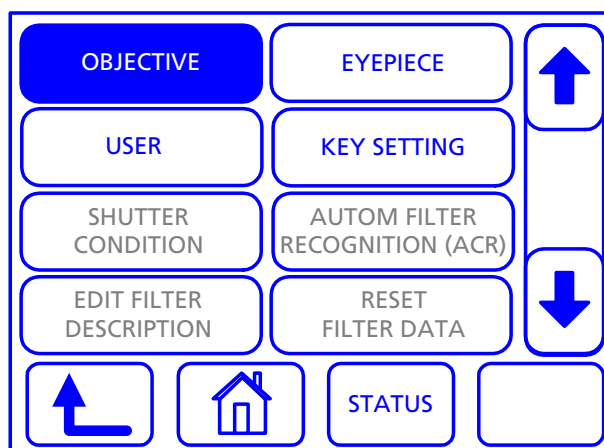 OBJECTIVE
EYEPIECE
USER
KEY SETTING
SHUTTER
CONDITION
AUTOM FILTER
RECOGNITION (ACR)
EDIT FILTER
DESCRIPTION
RESET
FILTER DATA
STATUS